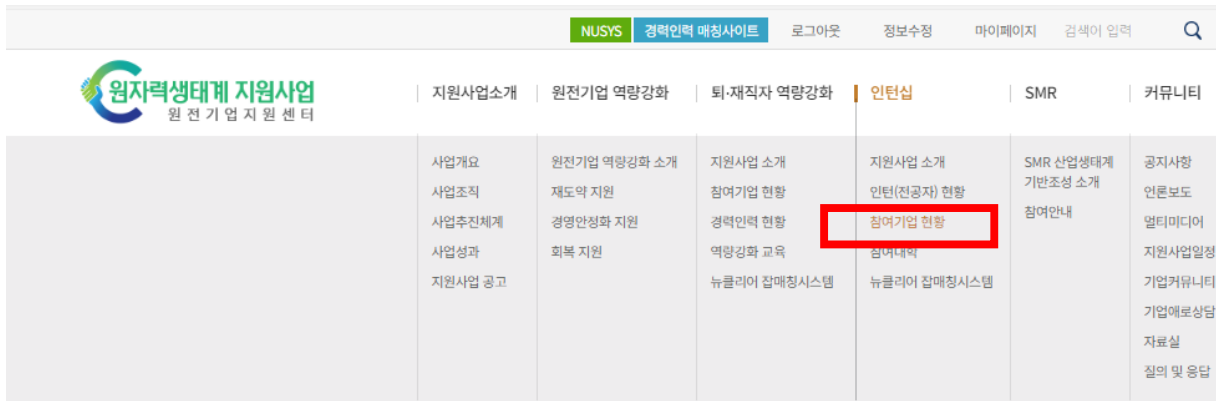 NUSYS 경력인력 매칭사이트 로그아웃 정보수정 마이페이지 검색어 입력
원자력생태계 지원사업
원전기업지원센터
지원사업소개 원전기업 역량강화 퇴·재직자 역량강화 인턴십 SMR 커뮤니티
사업개요
사업조직
사업추진체계
사업성과
지원사업 공고
원전기업 역량강화 소개
재도약 지원
경영안정화 지원
회복 지원
지원사업 소개
참여기업 현황
경력인력 현황
역량강화 교육
뉴클리어 잡매칭시스템
지원사업 소개
인턴(전공자) 현황
참여기업 현황
참여대학
뉴클리어 잡매칭시스템
SMR 산업생태계
기반조성 소개
참여안내
공지사항
언론보도
멀티미디어
지원사업일정
기업커뮤니티
기업애로상담
자료실
질의 및 응답